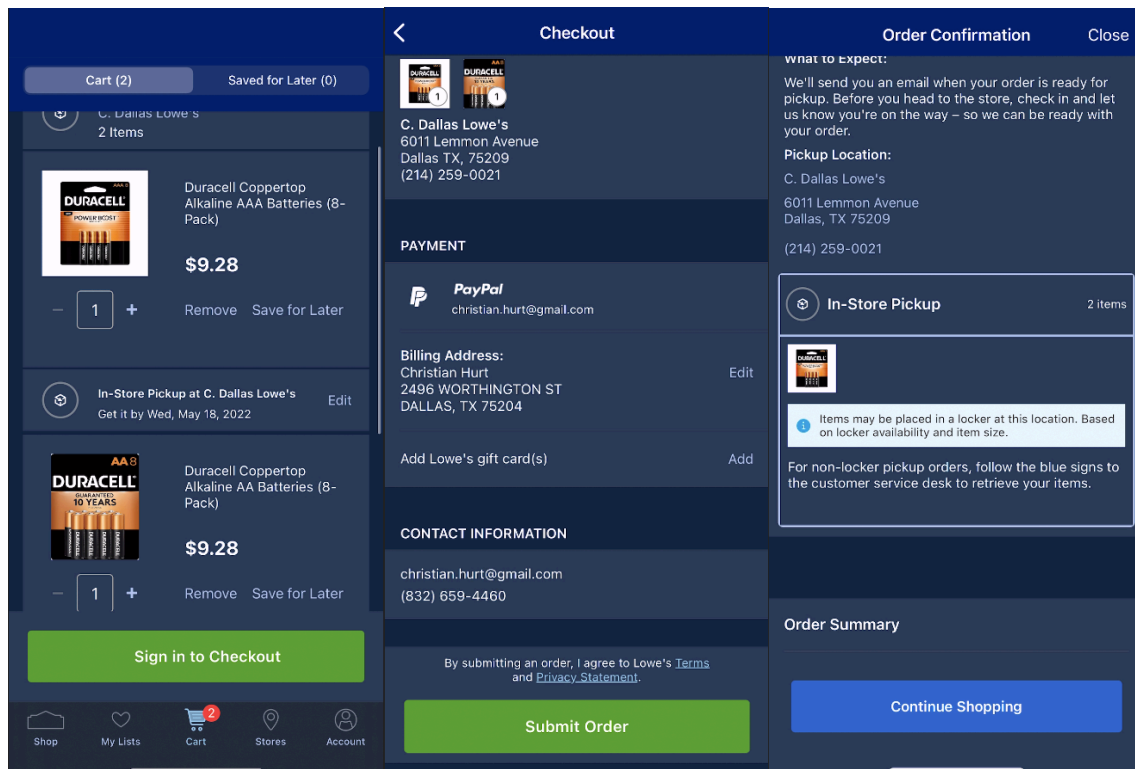 Cart (2)
Saved for Later (0)
C. Dallas Lowe's
2 Items
AAA 8
DURACELL
POWER BOOST
Duracell Coppertop
Alkaline AAA Batteries (8-
Pack)
$9.28
− 1 +
Remove Save for Later
In-Store Pickup at C. Dallas Lowe's
Get it by Wed, May 18, 2022
Edit
AA 8
DURACELL
GUARANTEED
10 YEARS
Duracell Coppertop
Alkaline AA Batteries (8-
Pack)
$9.28
− 1 +
Remove Save for Later
Sign in to Checkout
2
Shop
My Lists
Cart
Stores
Account
Checkout
DURACELL
1
AA8
DURACELL
10 YEARS
1
C. Dallas Lowe's
6011 Lemmon Avenue
Dallas TX, 75209
(214) 259-0021
PAYMENT
PayPal
christian.hurt@gmail.com
Billing Address:
Christian Hurt
2496 WORTHINGTON ST
DALLAS, TX 75204
Edit
Add Lowe's gift card(s)
Add
CONTACT INFORMATION
christian.hurt@gmail.com
(832) 659-4460
By submitting an order, I agree to Lowe's Terms
and Privacy Statement.
Submit Order
Order Confirmation
Close
What to Expect:
We'll send you an email when your order is ready for
pickup. Before you head to the store, check in and let
us know you're on the way – so we can be ready with
your order.
Pickup Location:
C. Dallas Lowe's
6011 Lemmon Avenue
Dallas, TX 75209
(214) 259-0021
In-Store Pickup
2 items
DURACELL
Items may be placed in a locker at this location. Based
on locker availability and item size.
For non-locker pickup orders, follow the blue signs to
the customer service desk to retrieve your items.
Order Summary
Continue Shopping